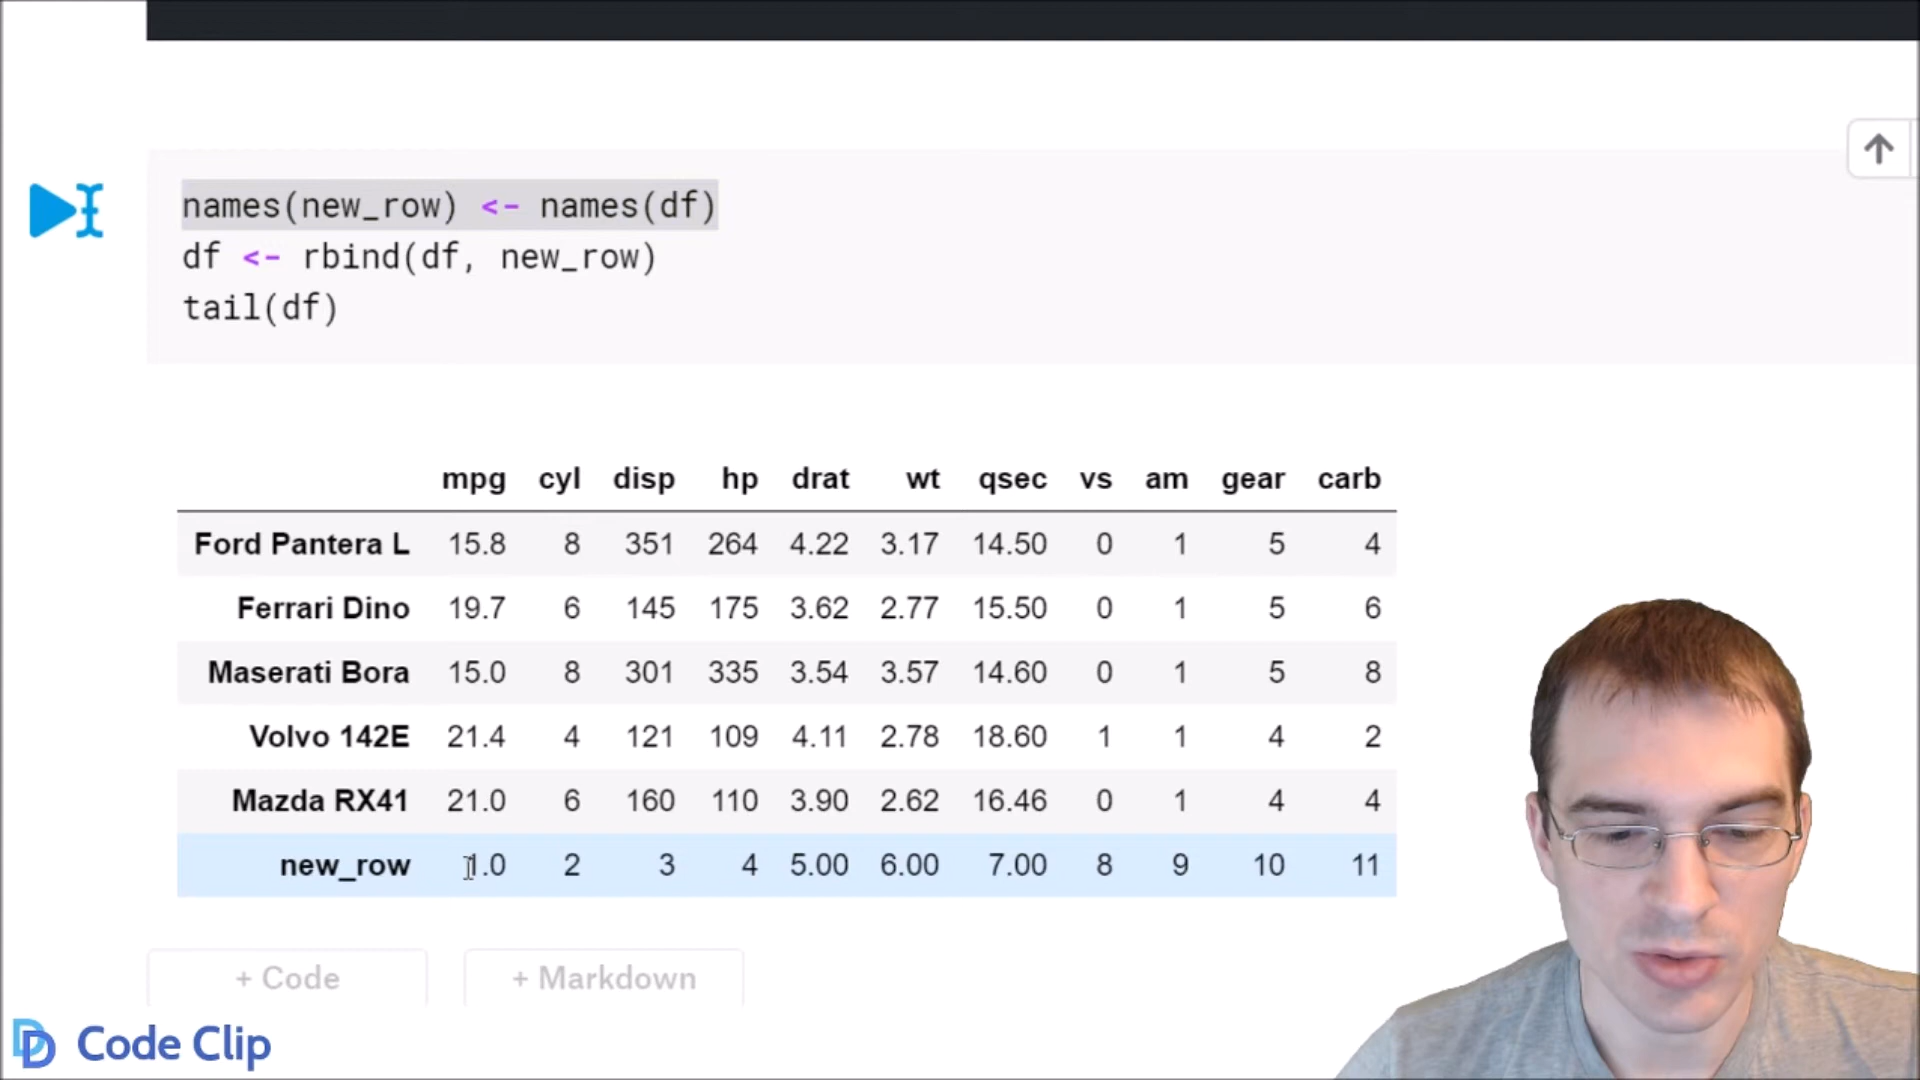 names(new_row) <- names(df)
df <- rbind(df, new_row)
tail(df)
mpg cyl disp hp drat wt qsec vs am gear carb
Ford Pantera L 15.8 8 351 264 4.22 3.17 14.50 0 1 5 4
Ferrari Dino 19.7 6 145 175 3.62 2.77 15.50 0 1 5 6
Maserati Bora 15.0 8 301 335 3.54 3.57 14.60 0 1 5 8
Volvo 142E 21.4 4 121 109 4.11 2.78 18.60 1 1 4 2
Mazda RX41 21.0 6 160 110 3.90 2.62 16.46 0 1 4 4
new_row 1.0 2 3 4 5.00 6.00 7.00 8 9 10 11
+ Code + Markdown
Code Clip